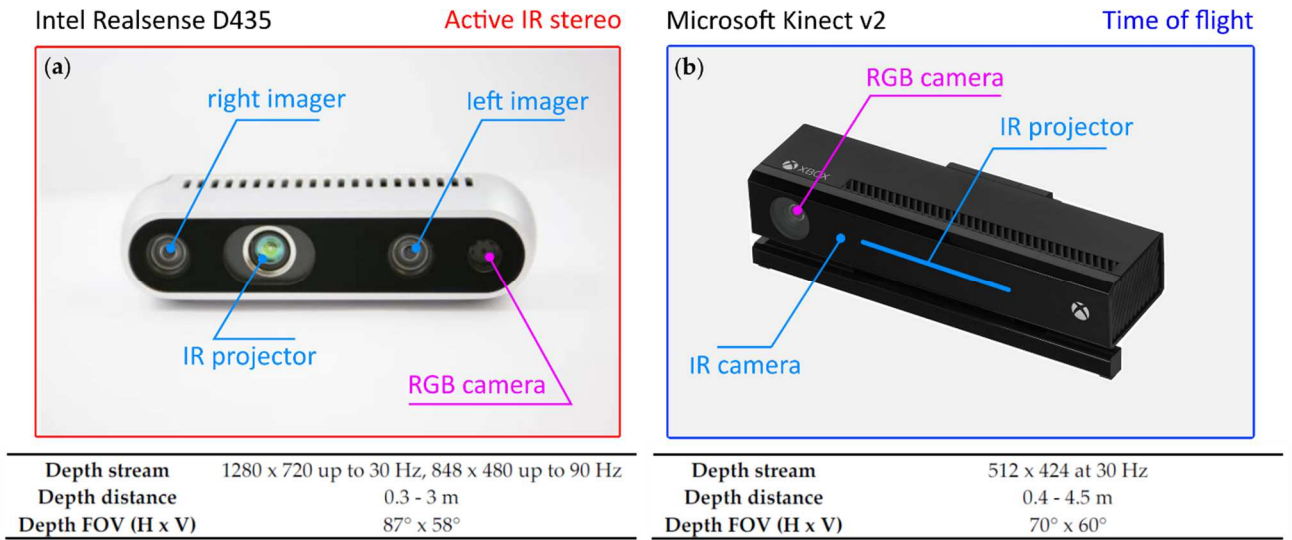 Intel Realsense D435 Active IR stereo
(a)
right imager
left imager
IR projector
RGB camera
Depth stream 1280 x 720 up to 30 Hz, 848 x 480 up to 90 Hz
Depth distance 0.3 - 3 m
Depth FOV (H x V) 87° x 58°
Microsoft Kinect v2 Time of flight
(b)
RGB camera
IR projector
XBOX
IR camera
Depth stream 512 x 424 at 30 Hz
Depth distance 0.4 - 4.5 m
Depth FOV (H x V) 70° x 60°